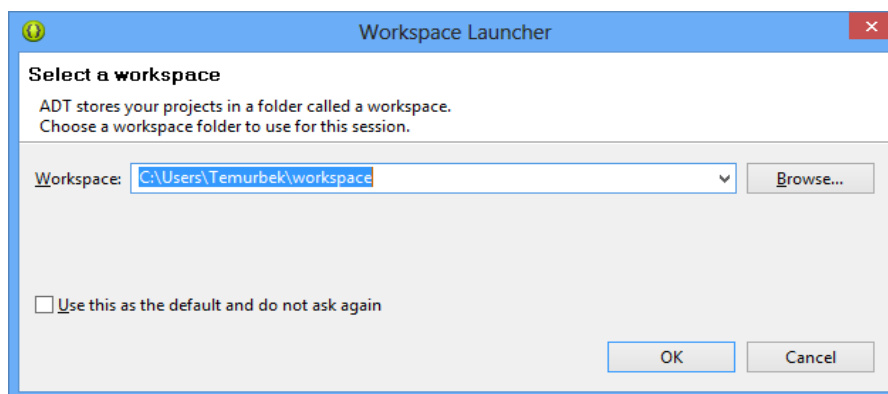 Workspace Launcher
Select a workspace
ADT stores your projects in a folder called a workspace.
Choose a workspace folder to use for this session.
Workspace: C:\Users\Temurbek\workspace Browse...
Use this as the default and do not ask again
OK Cancel